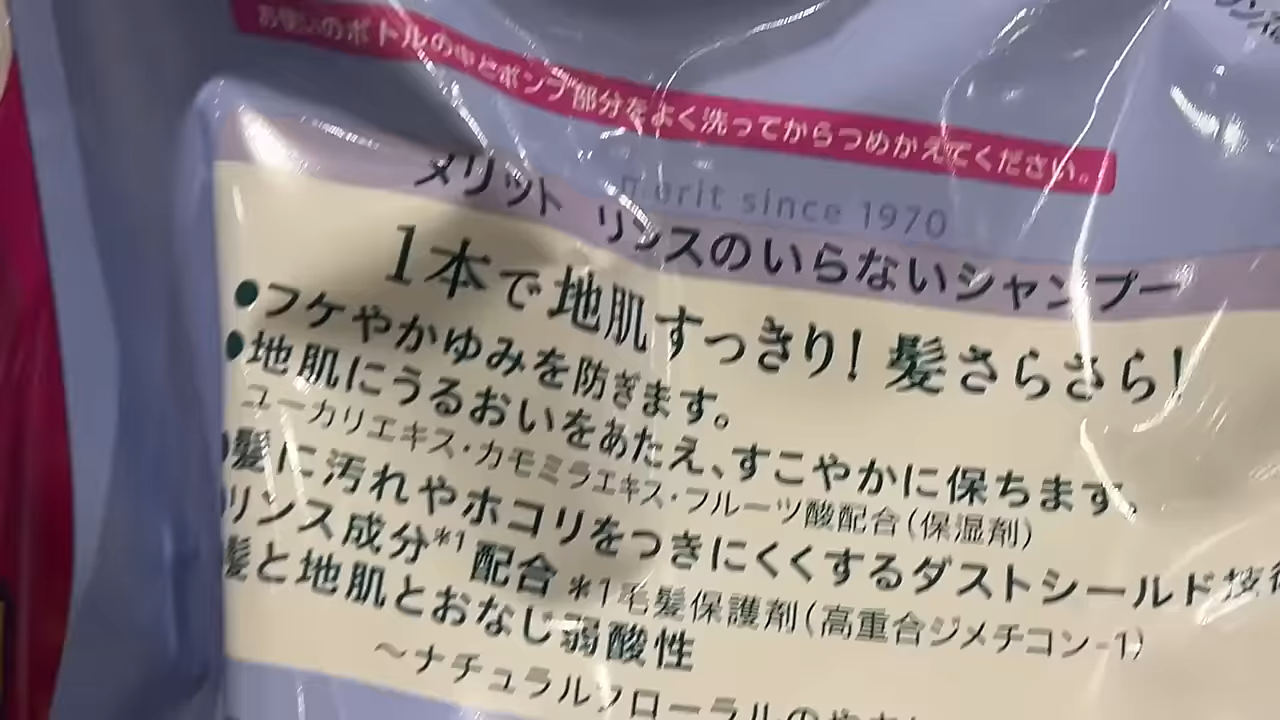 お使いのボトルの中とポンプ部分をよく洗ってからつめかえてください。
merit since 1970
メリット リンスのいらないシャンプー
1本で地肌すっきり！髪さらさら！
●フケやかゆみを防ぎます。
●地肌にうるおいをあたえ、すこやかに保ちます。
ユーカリエキス・カモミラエキス・フルーツ酸配合（保湿剤）
髪に汚れやホコリをつきにくくするダストシールド技術
リンス成分*1配合 *1毛髪保護剤（高重合ジメチコン-1）
髪と地肌とおなじ弱酸性
～ナチュラルフローラルの